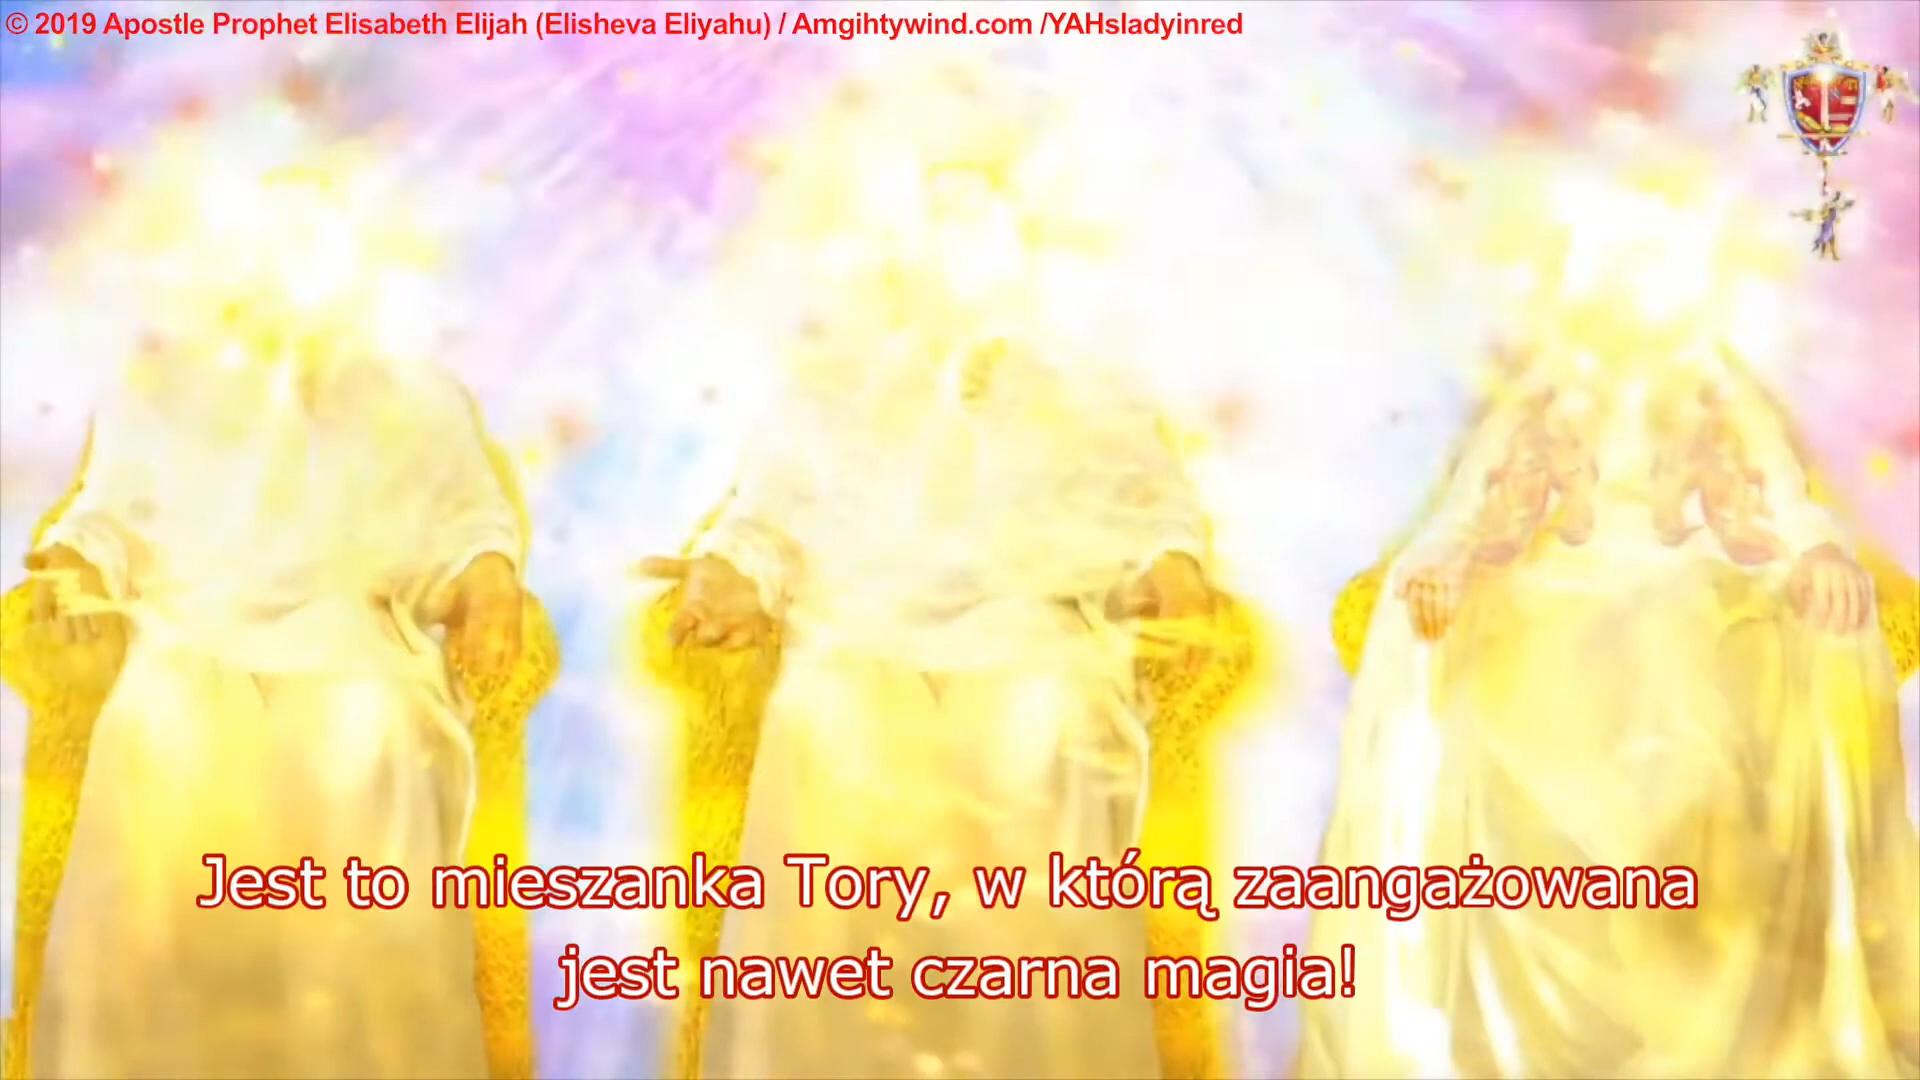 © 2019 Apostle Prophet Elisabeth Elijah (Elisheva Eliyahu) / Amgihtywind.com /YAHsladyinred
Jest to mieszanka Tory, w którą zaangażowana
jest nawet czarna magia!